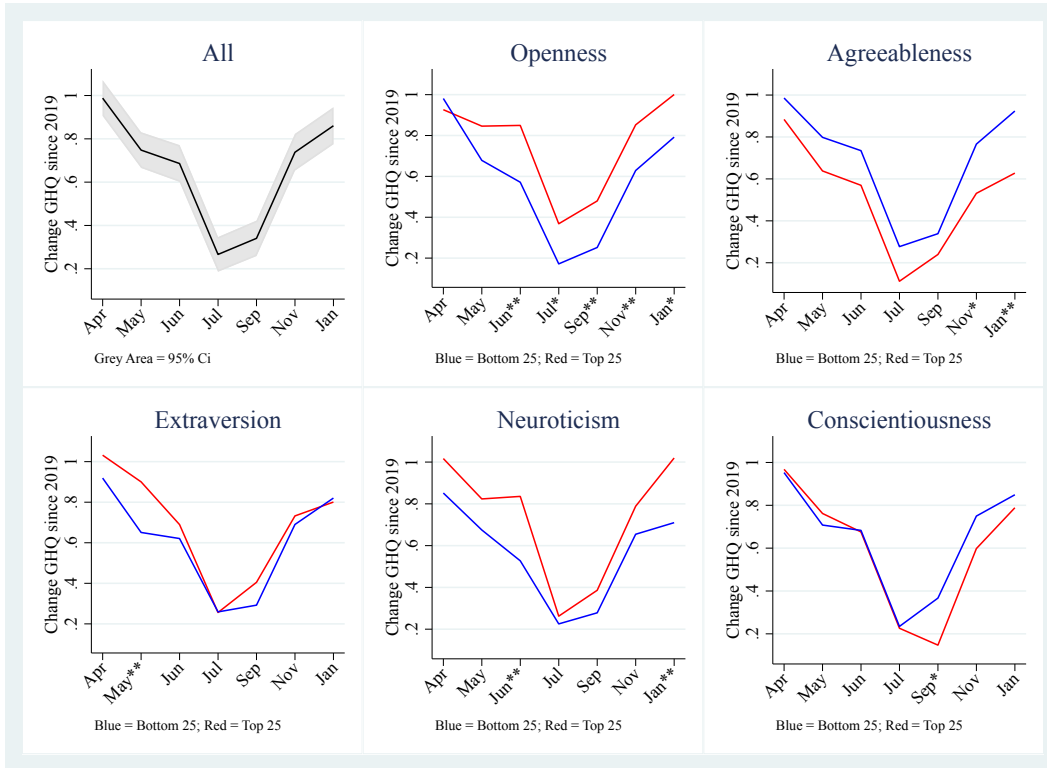 All
Change GHQ since 2019
1
.8
.6
.4
.2
Apr
May
Jun
Jul
Sep
Nov
Jan
Grey Area = 95% Ci
Openness
Change GHQ since 2019
1
.8
.6
.4
.2
Apr
May
Jun**
Jul*
Sep**
Nov**
Jan*
Blue = Bottom 25; Red = Top 25
Agreeableness
Change GHQ since 2019
1
.8
.6
.4
.2
Apr
May
Jun
Jul
Sep
Nov*
Jan**
Blue = Bottom 25; Red = Top 25
Extraversion
Change GHQ since 2019
1
.8
.6
.4
.2
Apr
May**
Jun
Jul
Sep
Nov
Jan
Blue = Bottom 25; Red = Top 25
Neuroticism
Change GHQ since 2019
1
.8
.6
.4
.2
Apr
May
Jun**
Jul
Sep
Nov
Jan**
Blue = Bottom 25; Red = Top 25
Conscientiousness
Change GHQ since 2019
1
.8
.6
.4
.2
Apr
May
Jun
Jul
Sep*
Nov
Jan
Blue = Bottom 25; Red = Top 25